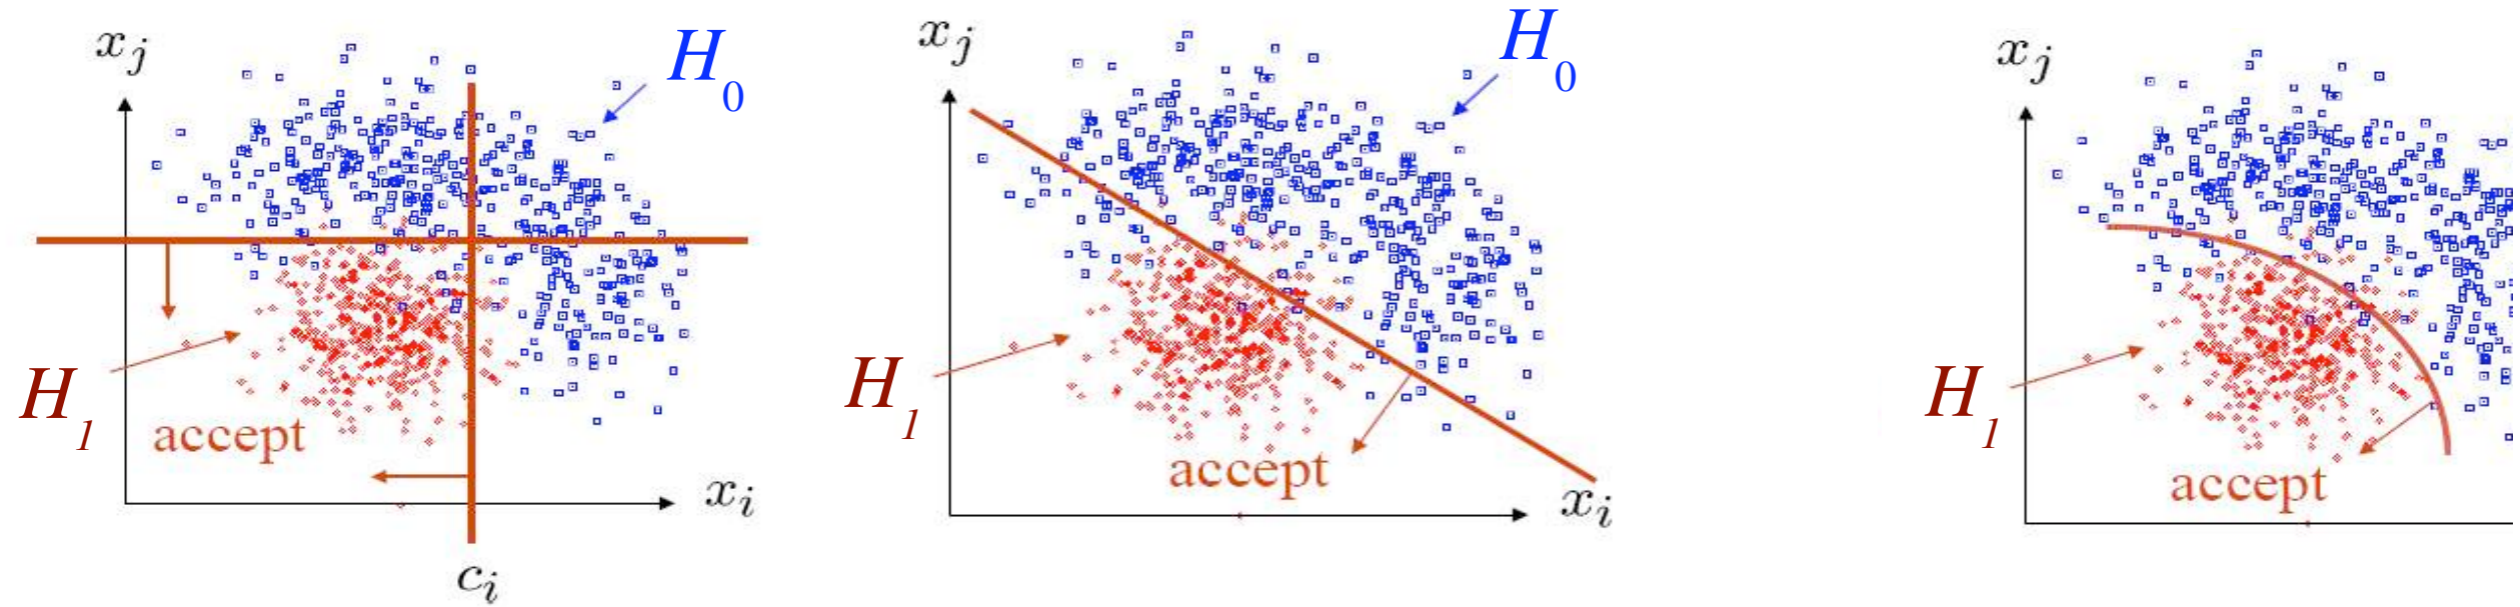 x_j
H_0
H_1
accept
x_i
c_i
x_j
H_0
H_1
accept
x_i
x_j
H_1
accept